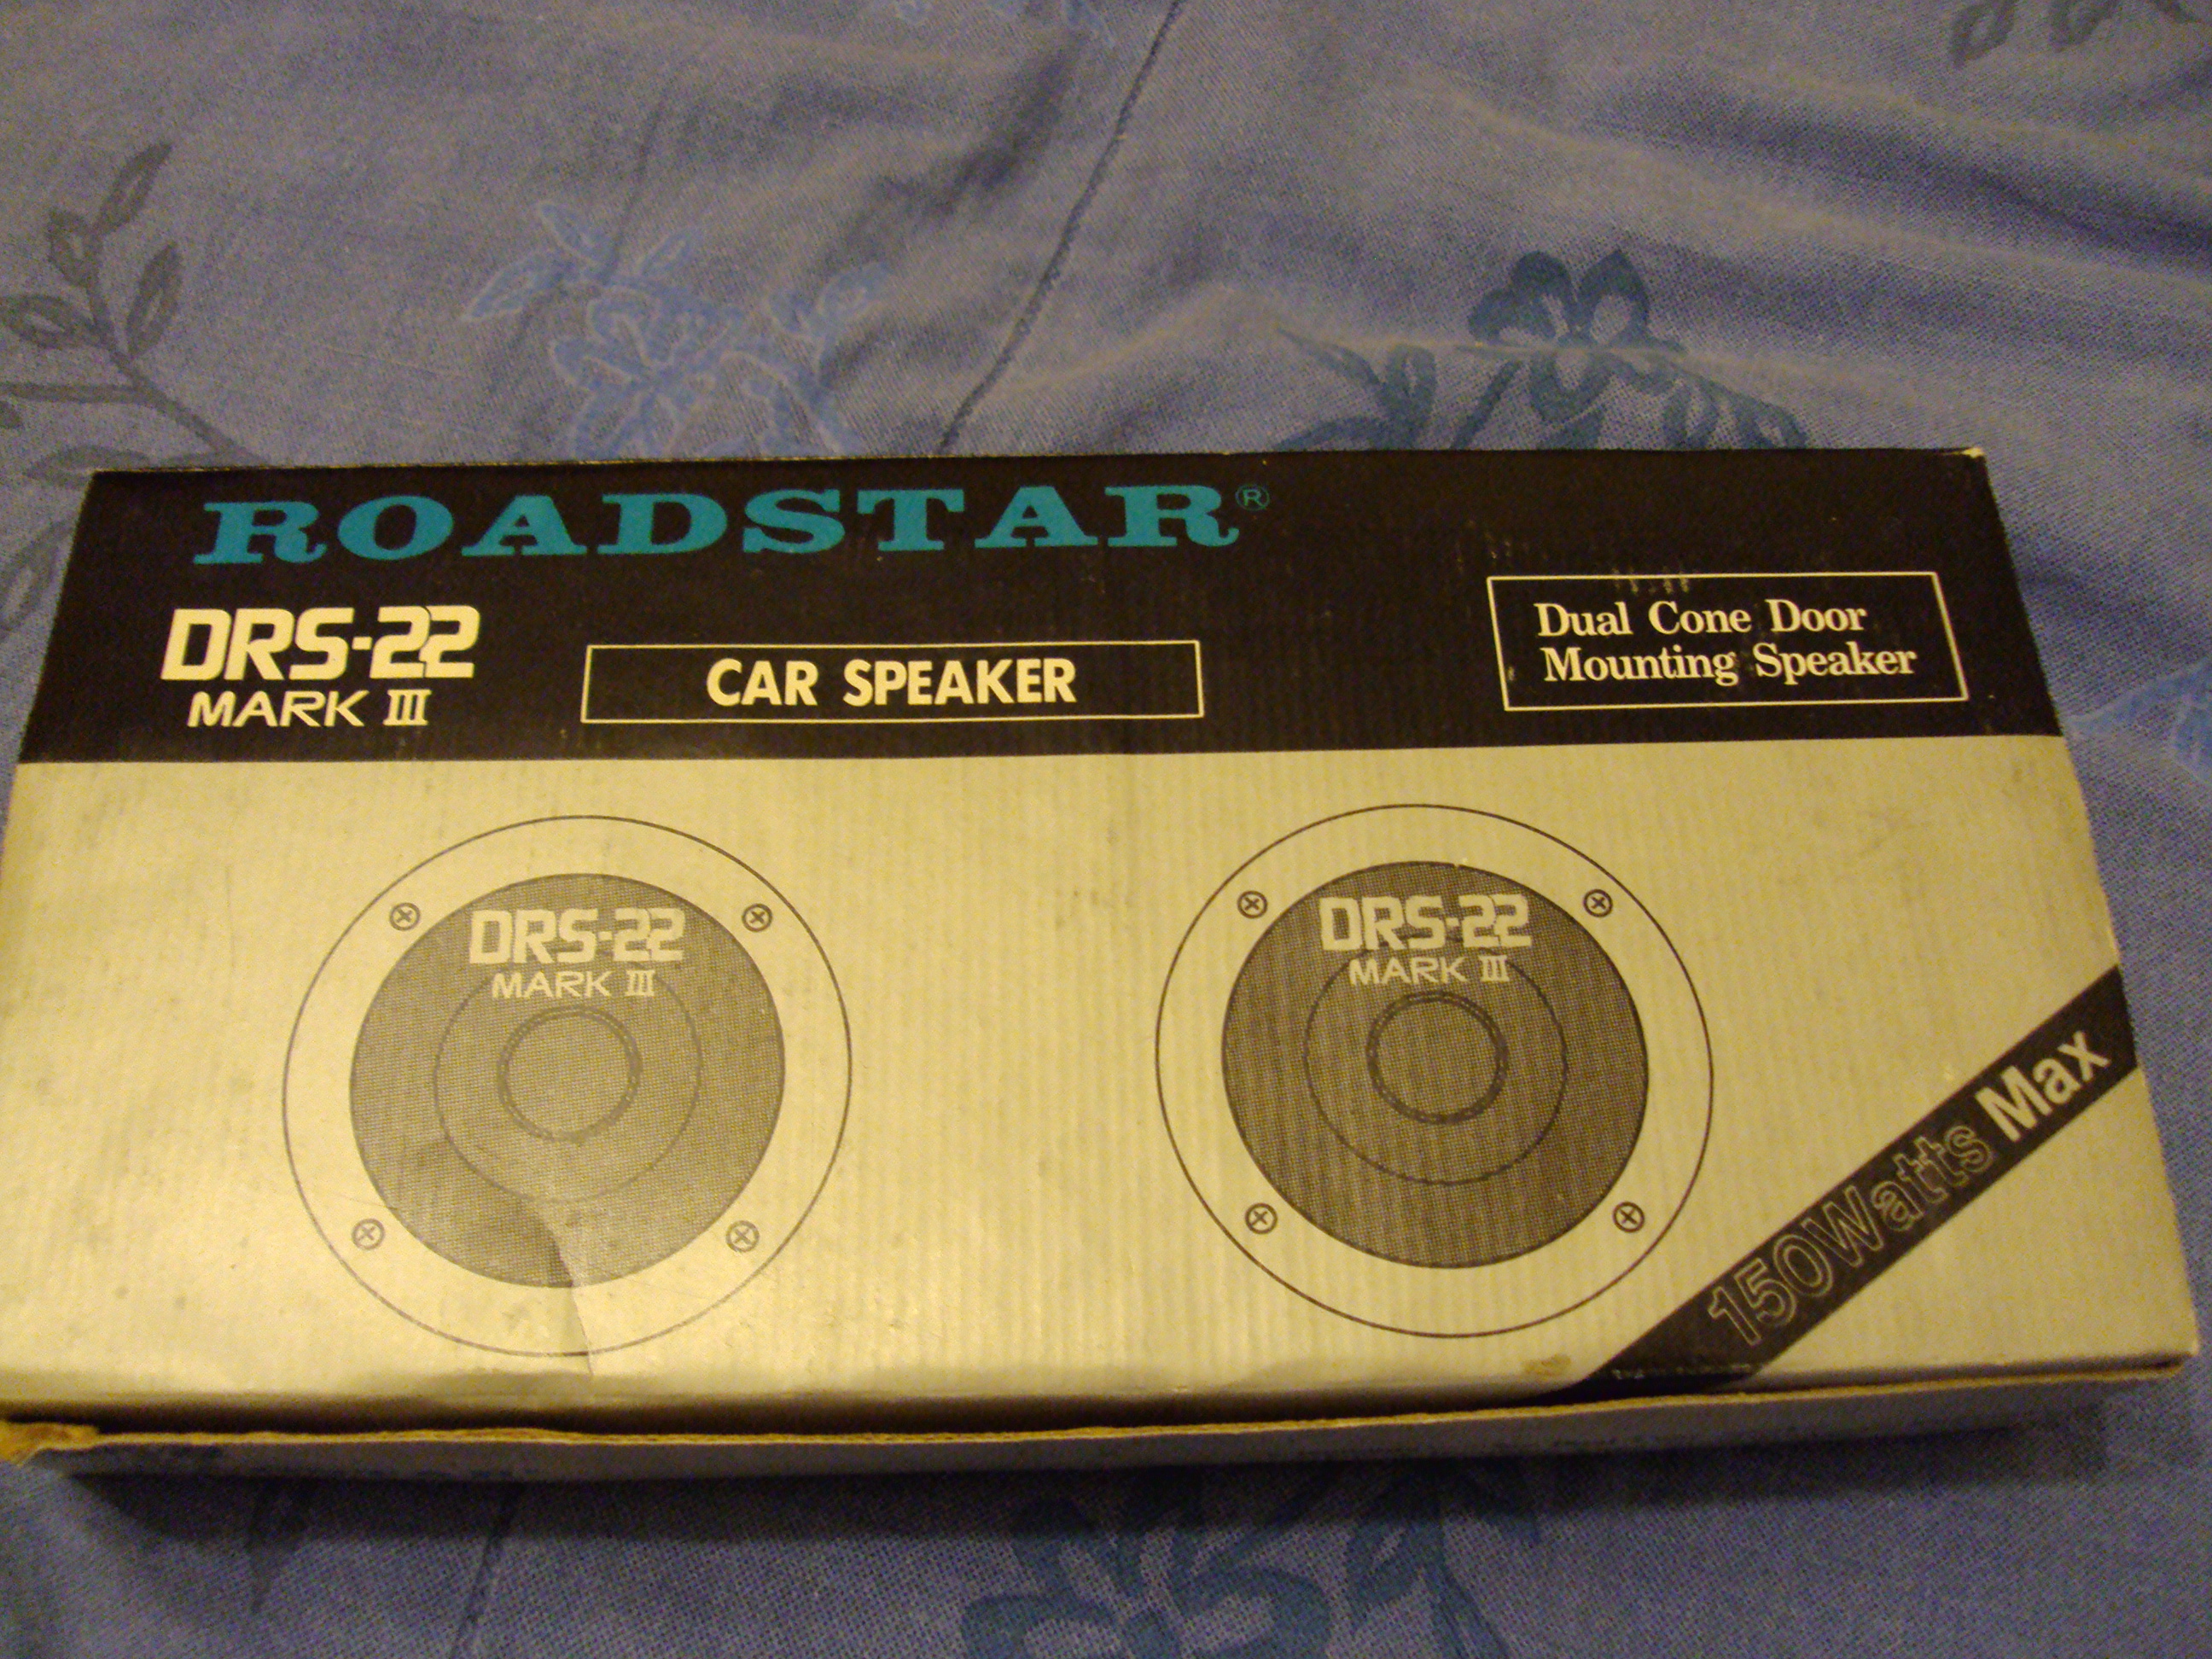 ROADSTAR®
DRS-22
MARK III
CAR SPEAKER
Dual Cone Door
Mounting Speaker
DRS-22
MARK III
DRS-22
MARK III
150Watts Max